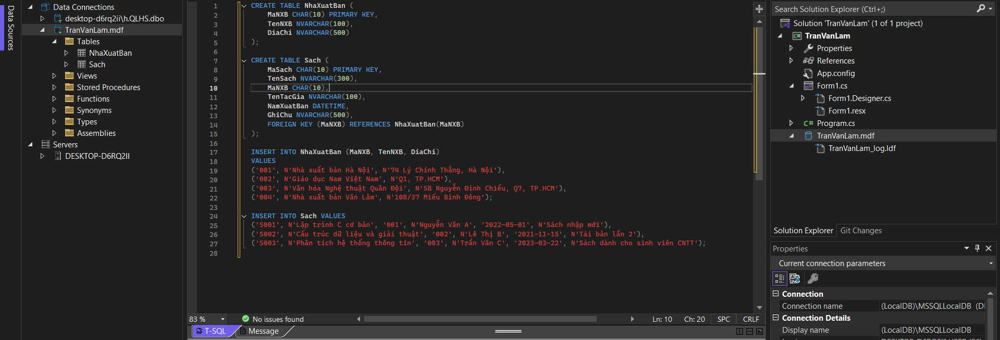 Data Sources
Data Connections
desktop-d6rq2ii\h.QLHS.dbo
TranVanLam.mdf
Tables
NhaXuatBan
Sach
Views
Stored Procedures
Functions
Synonyms
Types
Assemblies
Servers
DESKTOP-D6RQ2II
1 CREATE TABLE NhaXuatBan (
2 MaNXB CHAR(10) PRIMARY KEY,
3 TenNXB NVARCHAR(100),
4 DiaChi NVARCHAR(500)
5 );
6
7 CREATE TABLE Sach (
8 MaSach CHAR(10) PRIMARY KEY,
9 TenSach NVARCHAR(300),
10 MaNXB CHAR(10),
11 TenTacGia NVARCHAR(100),
12 NamXuatBan DATETIME,
13 GhiChu NVARCHAR(500),
14 FOREIGN KEY (MaNXB) REFERENCES NhaXuatBan(MaNXB)
15 );
16
17 INSERT INTO NhaXuatBan (MaNXB, TenNXB, DiaChi)
18 VALUES
19 ('001', N'Nhà xuất bản Hà Nội', N'74 Lý Chính Thắng, Hà Nội'),
20 ('002', N'Giáo dục Nam Việt Nam', N'Q1, TP.HCM'),
21 ('003', N'Văn hóa Nghệ thuật Quân Đội', N'5B Nguyễn Đình Chiểu, Q7, TP.HCM'),
22 ('004', N'Nhà xuất bản Văn Lâm', N'108/37 Miếu Bình Đông');
23
24 INSERT INTO Sach VALUES
25 ('S001', N'Lập trình C cơ bản', '001', N'Nguyễn Văn A', '2022-05-01', N'Sách nhập mới'),
26 ('S002', N'Cấu trúc dữ liệu và giải thuật', '002', N'Lê Thị B', '2021-11-15', N'Tái bản lần 2'),
27 ('S003', N'Phân tích hệ thống thông tin', '003', N'Trần Văn C', '2023-03-22', N'Sách dành cho sinh viên CNTT');
28
83 % No issues found Ln: 10 Ch: 20 SPC CRLF
T-SQL Message
Search Solution Explorer (Ctrl+;)
Solution 'TranVanLam' (1 of 1 project)
C# TranVanLam
Properties
References
App.config
Form1.cs
Form1.Designer.cs
Form1.resx
C# Program.cs
TranVanLam.mdf
TranVanLam_log.ldf
Solution Explorer Git Changes
Properties
Current connection parameters
Connection
Connection name (LocalDB)\MSSQLLocalDB (D
Connection Details
Display name (LocalDB)\MSSQLLocalDB